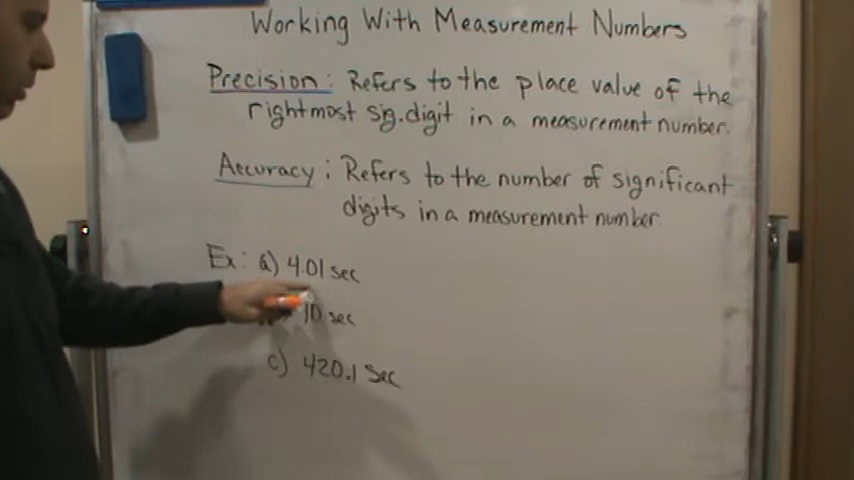 Working With Measurement Numbers
Precision: Refers to the place value of the
rightmost sig.digit in a measurement number.
Accuracy: Refers to the number of significant
digits in a measurement number.
Ex: a) 4.01 sec
10 sec
c) 420.1 sec